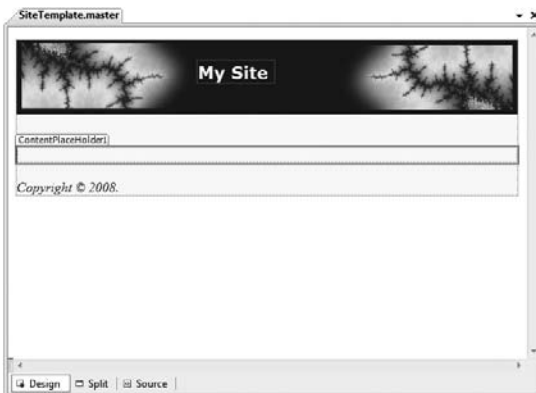 SiteTemplate.master
My Site
ContentPlaceHolder1
Copyright © 2008.
Design Split Source